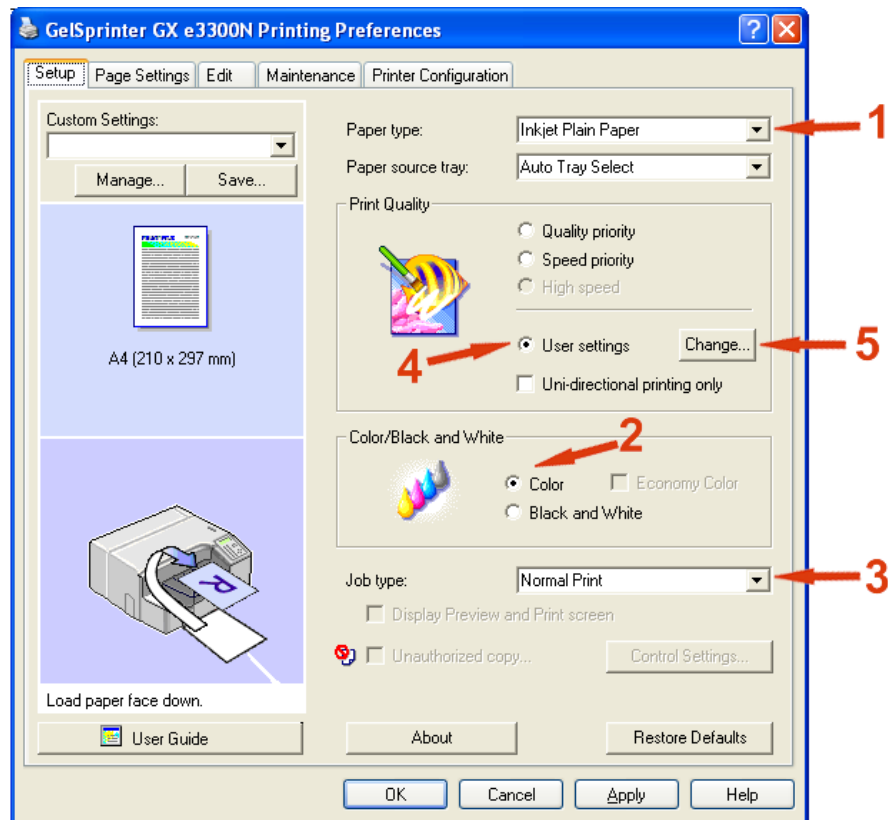 GelSprinter GX e3300N Printing Preferences
Setup Page Settings Edit Maintenance Printer Configuration
Custom Settings:
Manage... Save...
A4 (210 x 297 mm)
Load paper face down.
User Guide
Paper type: Inkjet Plain Paper 1
Paper source tray: Auto Tray Select
Print Quality
Quality priority
Speed priority
High speed
4 User settings Change... 5
Uni-directional printing only
Color/Black and White
2
Color Economy Color
Black and White
Job type: Normal Print 3
Display Preview and Print screen
Unauthorized copy... Control Settings...
About Restore Defaults
OK Cancel Apply Help